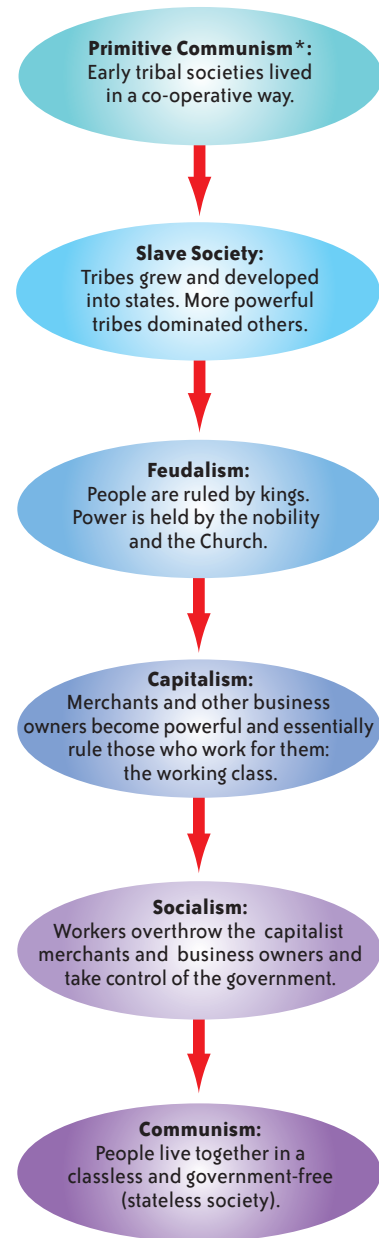 Primitive Communism*:
Early tribal societies lived
in a co-operative way.
Slave Society:
Tribes grew and developed
into states. More powerful
tribes dominated others.
Feudalism:
People are ruled by kings.
Power is held by the nobility
and the Church.
Capitalism:
Merchants and other business
owners become powerful and essentially
rule those who work for them:
the working class.
Socialism:
Workers overthrow the capitalist
merchants and business owners and
take control of the government.
Communism:
People live together in a
classless and government-free
(stateless society).